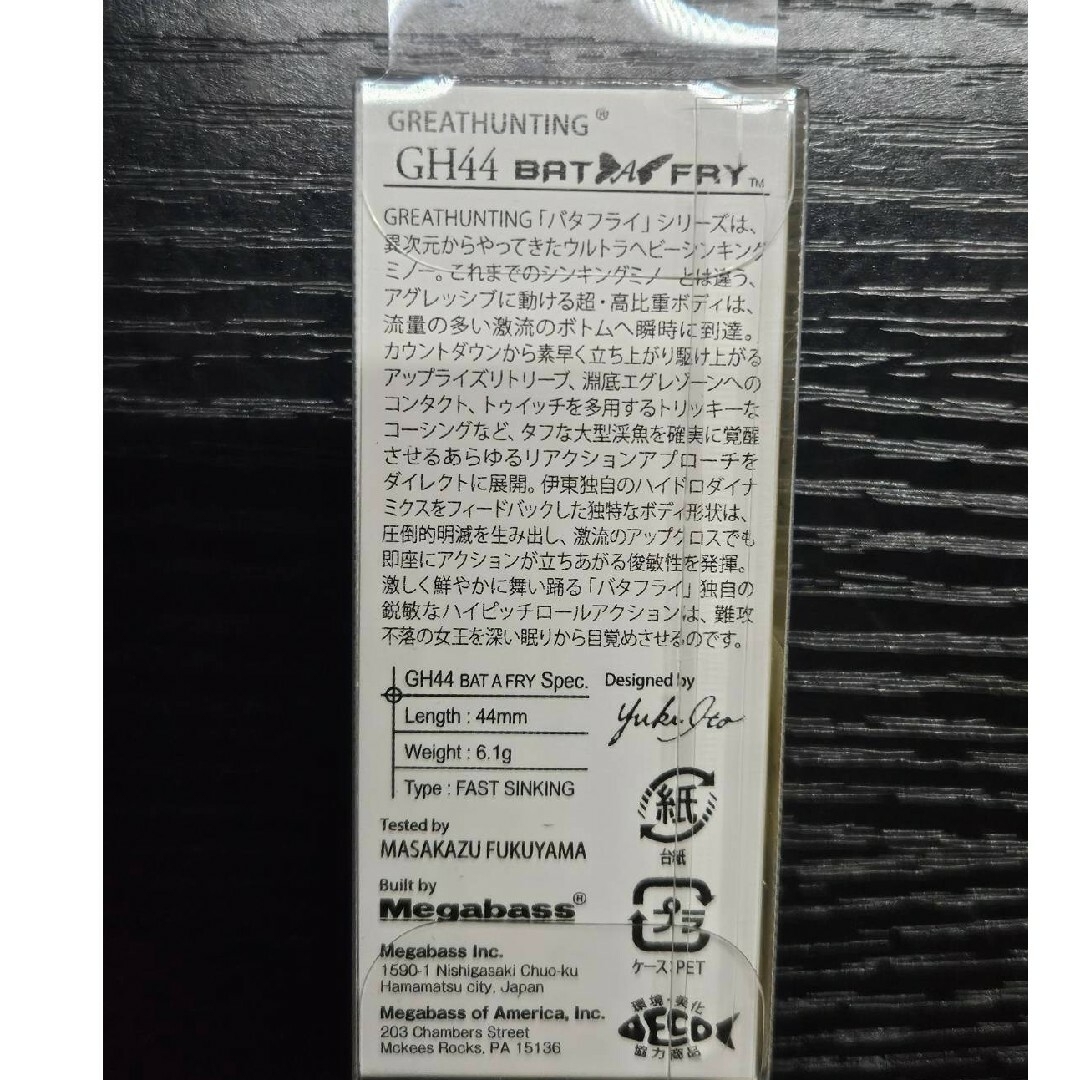 GREATHUNTING®
GH44 BAT A FRY™
GREATHUNTING「バタフライ」シリーズは、
異次元からやってきたウルトラヘビーシンキング
ミノー。これまでのシンキングミノーとは違う、
アグレッシブに動ける超・高比重ボディは、
流量の多い激流のボトムへ瞬時に到達。
カウントダウンから素早く立ち上がり駆け上がる
アップライズリトリーブ、淵底エグレゾーンへの
コンタクト、トゥイッチを多用するトリッキーな
コーシングなど、タフな大型渓魚を確実に覚醒
させるあらゆるリアクションアプローチを
ダイレクトに展開。伊東独自のハイドロダイナ
ミクスをフィードバックした独特なボディ形状は、
圧倒的明滅を生み出し、激流のアップクロスでも
即座にアクションが立ちあがる俊敏性を発揮。
激しく鮮やかに舞い踊る「バタフライ」独自の
鋭敏なハイピッチロールアクションは、難攻
不落の女王を深い眠りから目覚めさせるのです。
GH44 BAT A FRY Spec.
Length : 44mm
Weight : 6.1g
Type : FAST SINKING
Designed by
Yuki Ito
紙
台紙
Tested by
MASAKAZU FUKUYAMA
Built by
Megabass®
プラ
ケース:PET
Megabass Inc.
1590-1 Nishigasaki Chuo-ku
Hamamatsu city, Japan
Megabass of America, Inc.
203 Chambers Street
Mckees Rocks, PA 15136
環境・美化
ECO
協力商品